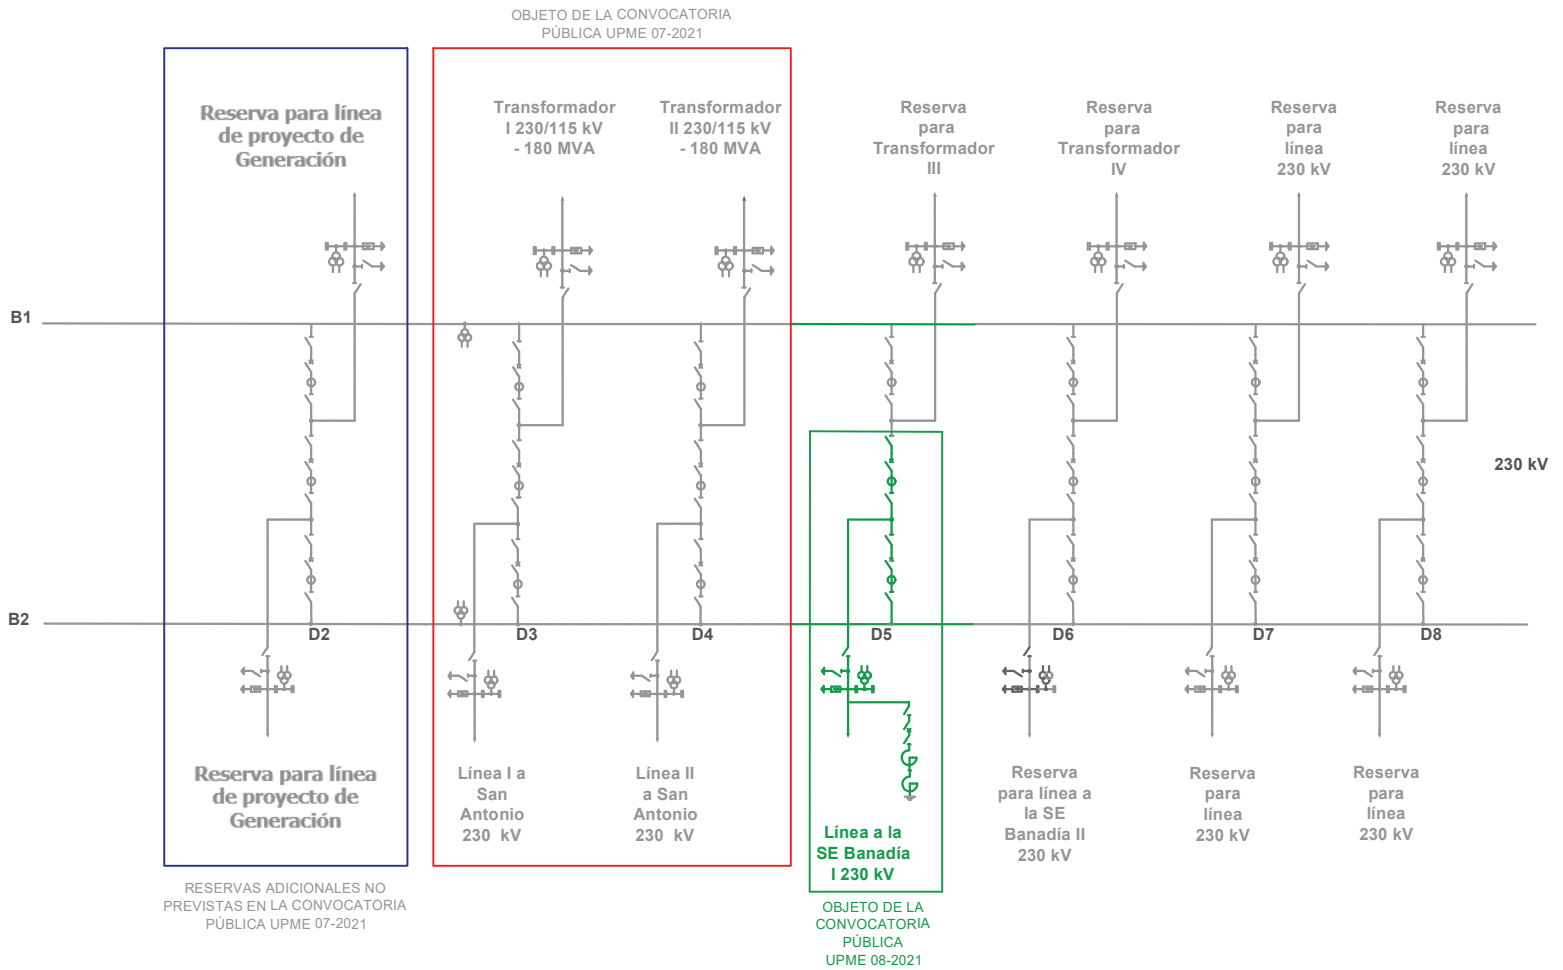 OBJETO DE LA CONVOCATORIA
PÚBLICA UPME 07-2021
Reserva para línea
de proyecto de
Generación
Transformador
I 230/115 kV
- 180 MVA
Transformador
II 230/115 kV
- 180 MVA
Reserva
para
Transformador
III
Reserva
para
Transformador
IV
Reserva
para
línea
230 kV
Reserva
para
línea
230 kV
B1
230 kV
B2
D2
D3
D4
D5
D6
D7
D8
Reserva para línea
de proyecto de
Generación
Línea I a
San
Antonio
230 kV
Línea II
a San
Antonio
230 kV
Línea a la
SE Banadía
I 230 kV
Reserva
para línea a
la SE
Banadía II
230 kV
Reserva
para
línea
230 kV
Reserva
para
línea
230 kV
RESERVAS ADICIONALES NO
PREVISTAS EN LA CONVOCATORIA
PÚBLICA UPME 07-2021
OBJETO DE LA
CONVOCATORIA
PÚBLICA
UPME 08-2021